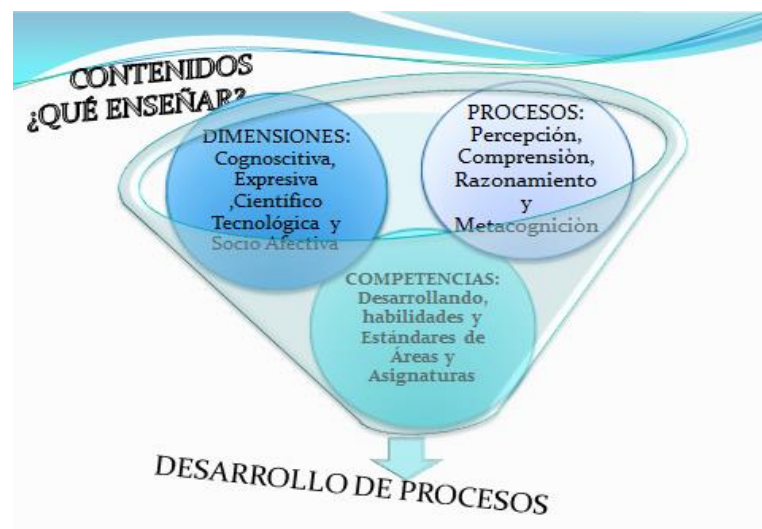 CONTENIDOS
¿QUÉ ENSEÑAR?
DIMENSIONES:
Cognoscitiva,
Expresiva
,Científico
Tecnológica y
Socio Afectiva
PROCESOS:
Percepción,
Comprensiòn,
Razonamiento
y
Metacogniciòn
COMPETENCIAS:
Desarrollando,
habilidades y
Estándares de
Áreas y
Asignaturas
DESARROLLO DE PROCESOS